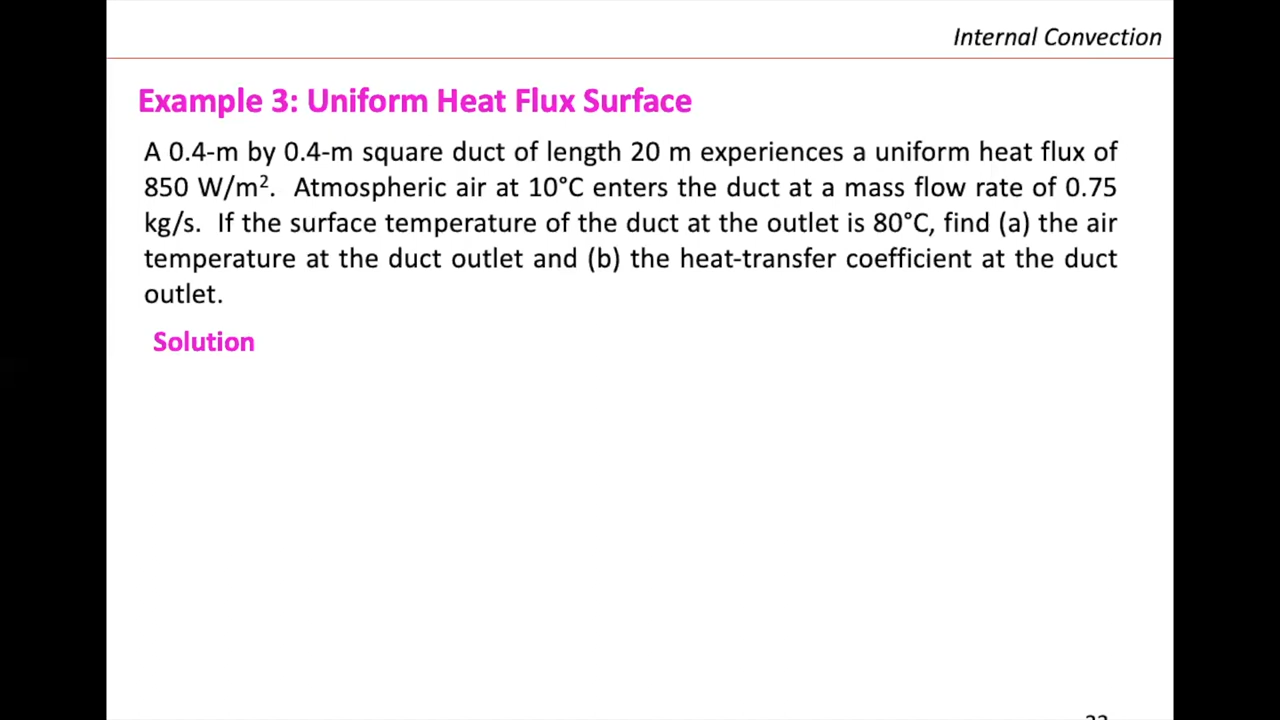 Internal Convection
Example 3: Uniform Heat Flux Surface
A 0.4-m by 0.4-m square duct of length 20 m experiences a uniform heat flux of
850 W/m². Atmospheric air at 10°C enters the duct at a mass flow rate of 0.75
kg/s. If the surface temperature of the duct at the outlet is 80°C, find (a) the air
temperature at the duct outlet and (b) the heat-transfer coefficient at the duct
outlet.
Solution